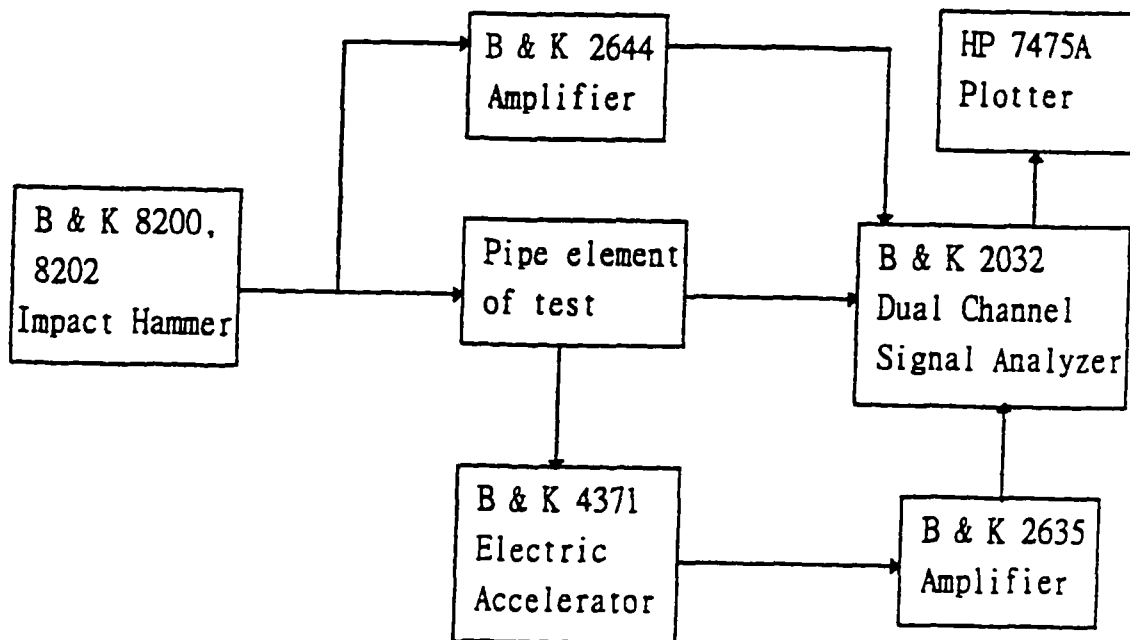 B & K 2644
Amplifier
HP 7475A
Plotter
B & K 8200,
8202
Impact Hammer
Pipe element
of test
B & K 2032
Dual Channel
Signal Analyzer
B & K 4371
Electric
Accelerator
B & K 2635
Amplifier